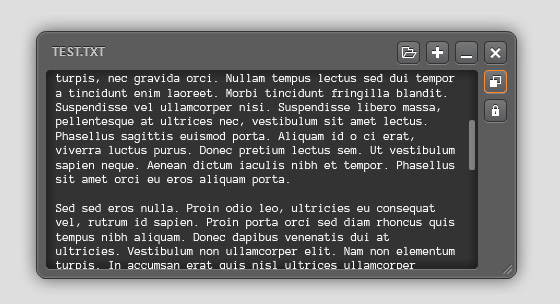 TEST.TXT
turpis, nec gravida orci. Nullam tempus lectus sed dui tempor
a tincidunt enim laoreet. Morbi tincidunt fringilla blandit.
Suspendisse vel ullamcorper nisi. Suspendisse libero massa,
pellentesque at ultrices nec, vestibulum sit amet lectus.
Phasellus sagittis euismod porta. Aliquam id o ci erat,
viverra luctus purus. Donec pretium lectus sem. Ut vestibulum
sapien neque. Aenean dictum iaculis nibh et tempor. Phasellus
sit amet orci eu eros aliquam porta.
Sed sed eros nulla. Proin odio leo, ultricies eu consequat
vel, rutrum id sapien. Proin porta orci sed diam rhoncus quis
tempus nibh aliquam. Donec dapibus venenatis dui at
ultricies. Vestibulum non ullamcorper elit. Nam non elementum
turpis. In accumsan erat quis nisl ultrices ullamcorper